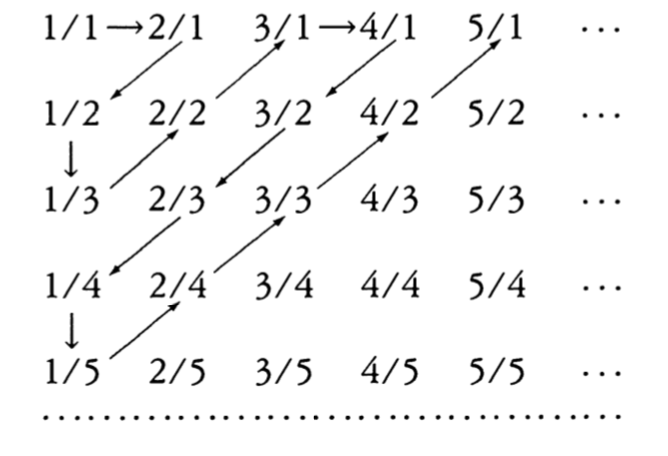 1/1 → 2/1 3/1 → 4/1 5/1 ...
1/2 2/2 3/2 4/2 5/2 ...
1/3 2/3 3/3 4/3 5/3 ...
1/4 2/4 3/4 4/4 5/4 ...
1/5 2/5 3/5 4/5 5/5 ...